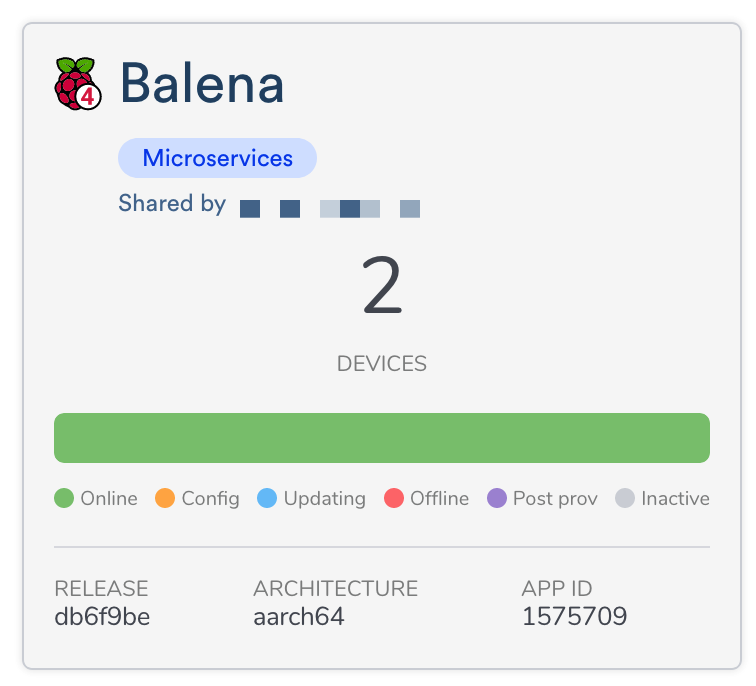 4
Balena
Microservices
Shared by
2
DEVICES
Online Config Updating Offline Post prov Inactive
RELEASE ARCHITECTURE APP ID
db6f9be aarch64 1575709